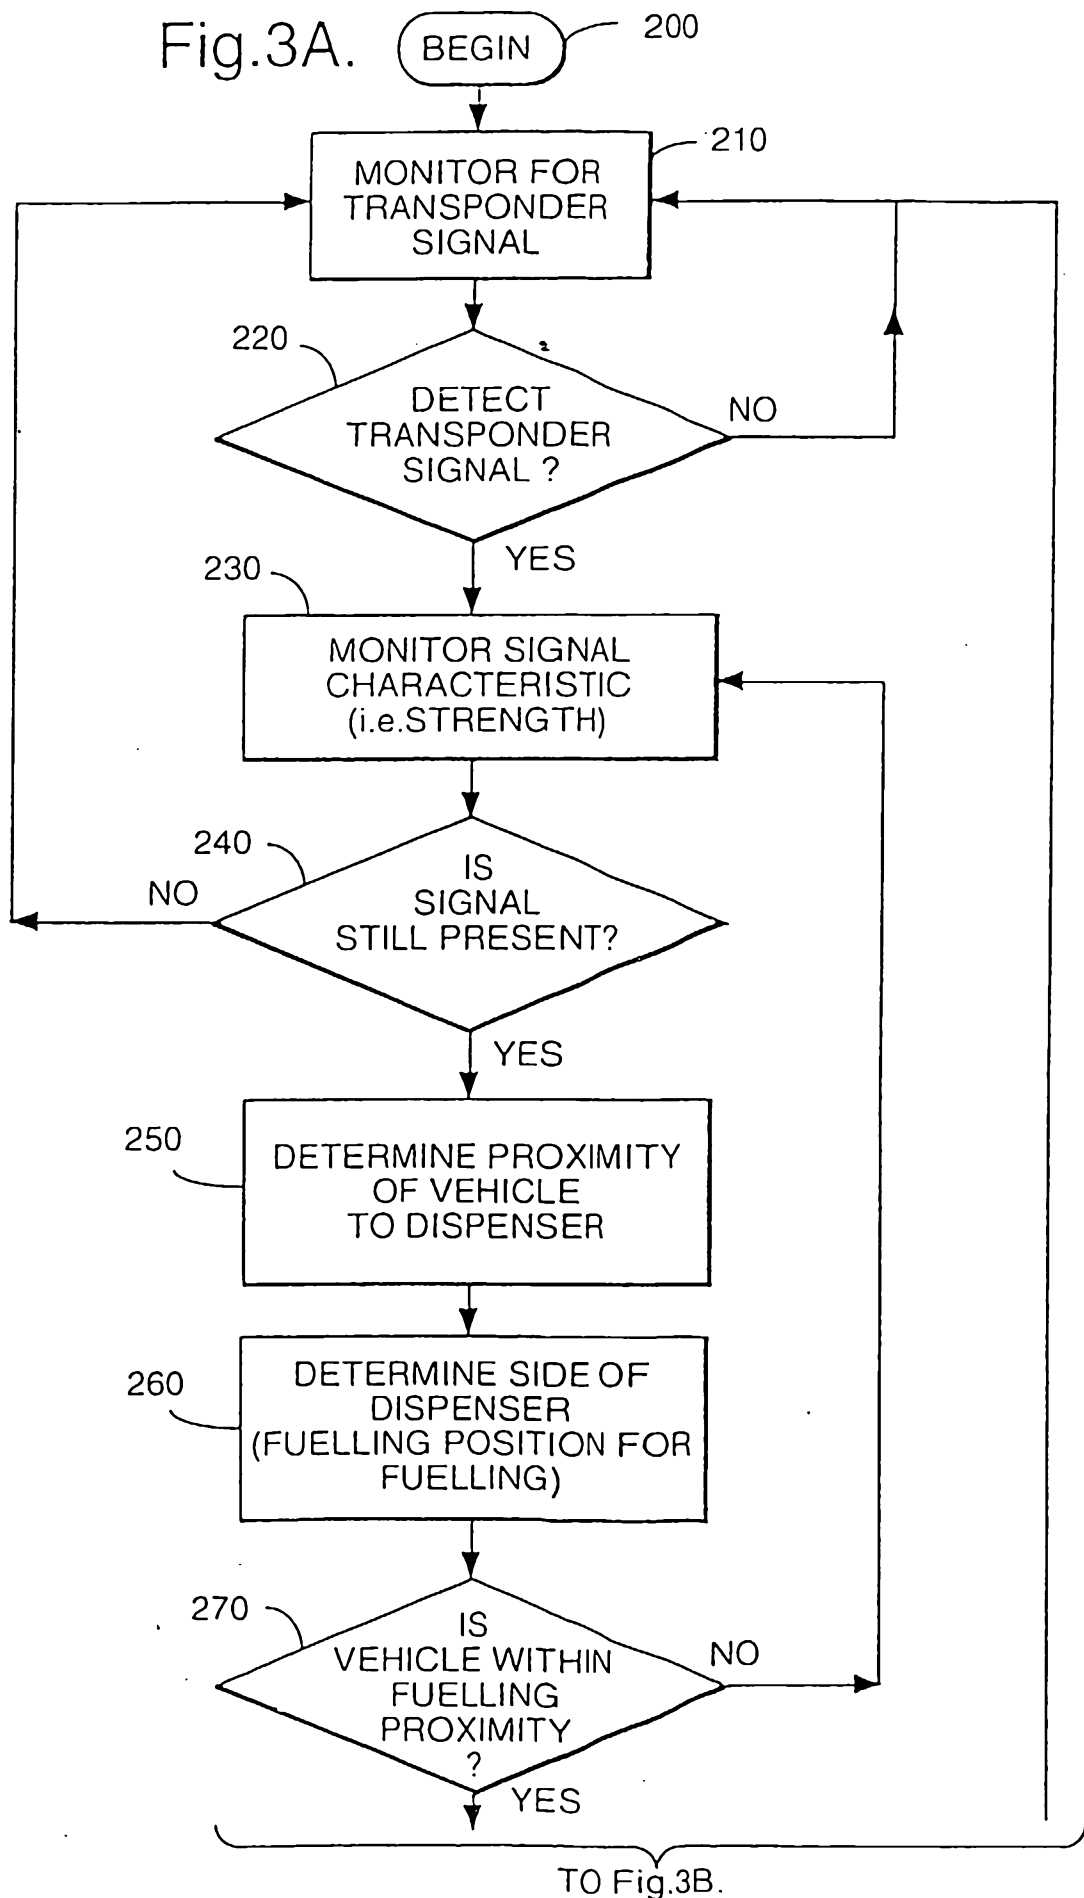 Fig.3A.
BEGIN
200
210
MONITOR FOR
TRANSPONDER
SIGNAL
220
DETECT
TRANSPONDER
SIGNAL ?
NO
YES
230
MONITOR SIGNAL
CHARACTERISTIC
(i.e.STRENGTH)
240
NO
IS
SIGNAL
STILL PRESENT?
YES
250
DETERMINE PROXIMITY
OF VEHICLE
TO DISPENSER
260
DETERMINE SIDE OF
DISPENSER
(FUELLING POSITION FOR
FUELLING)
270
IS
VEHICLE WITHIN
FUELLING
PROXIMITY
?
NO
YES
TO Fig.3B.